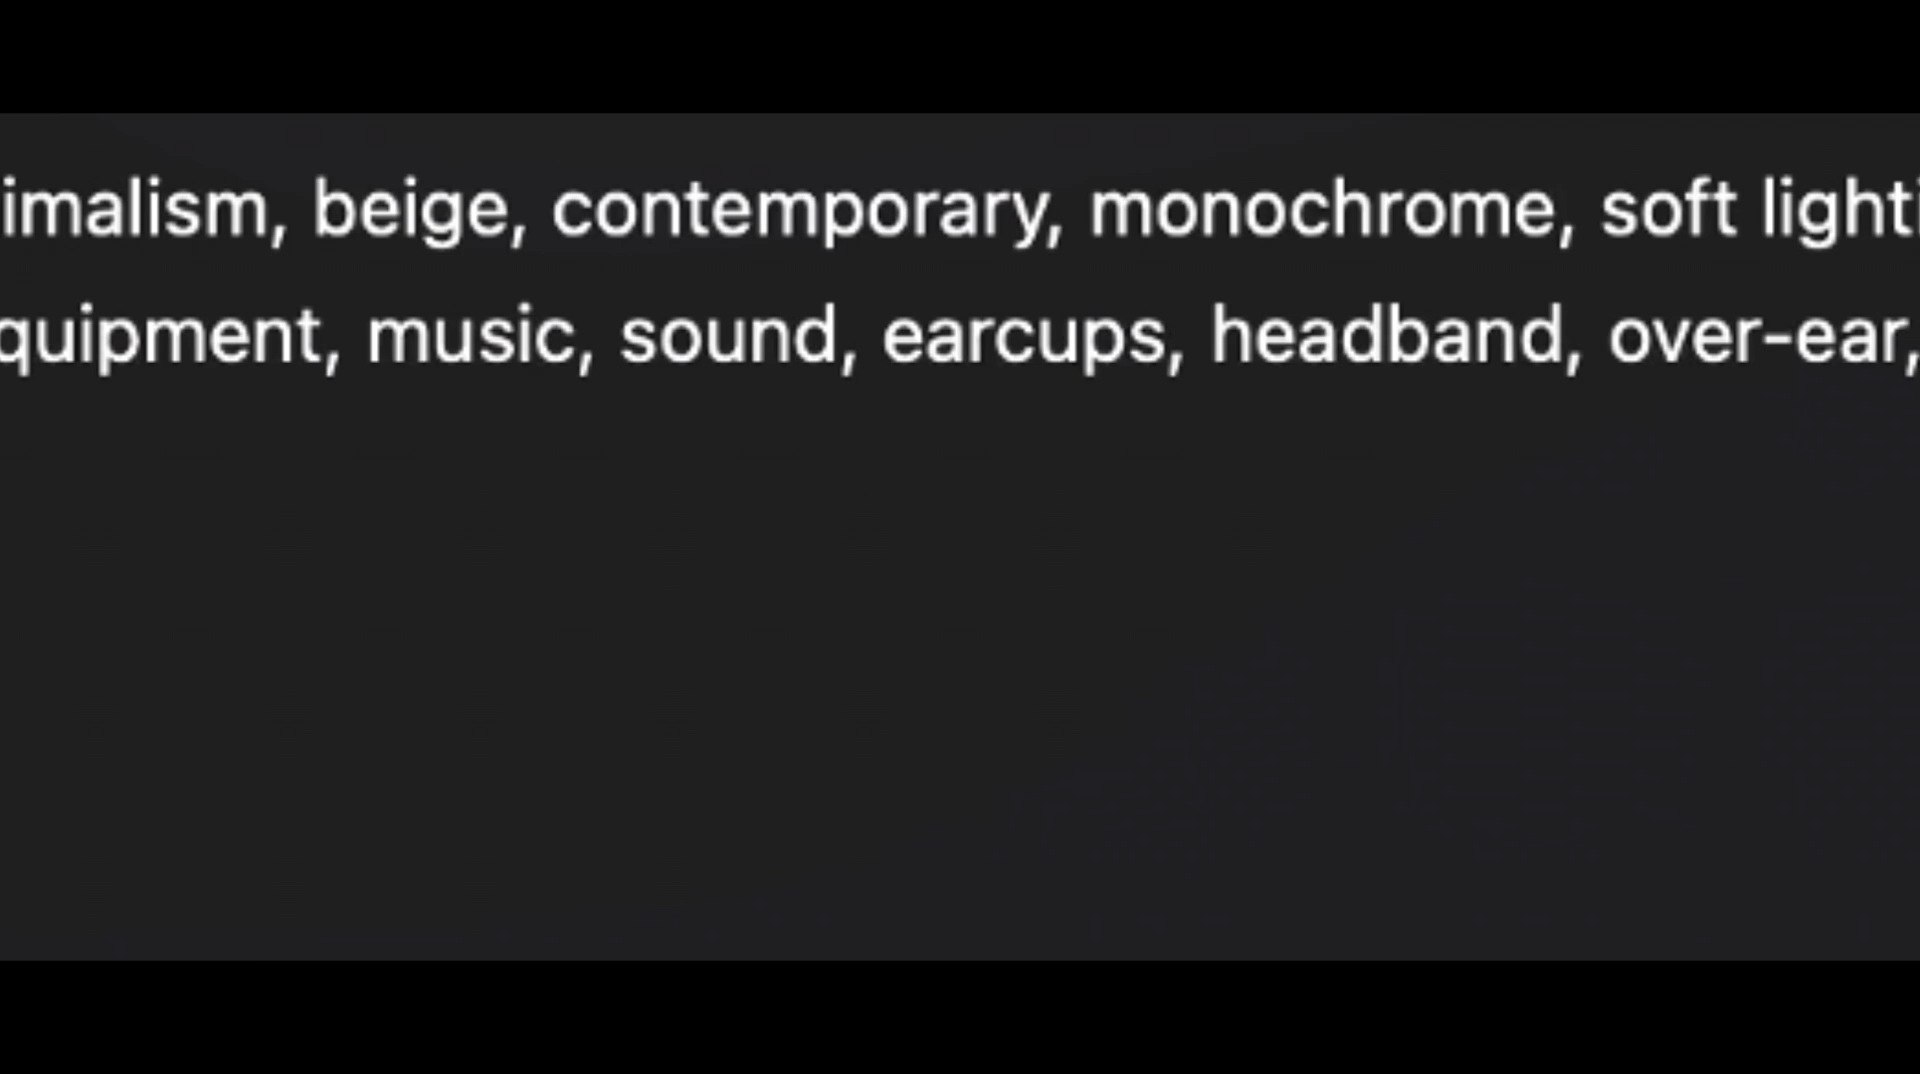 imalism, beige, contemporary, monochrome, soft lighti
quipment, music, sound, earcups, headband, over-ear,